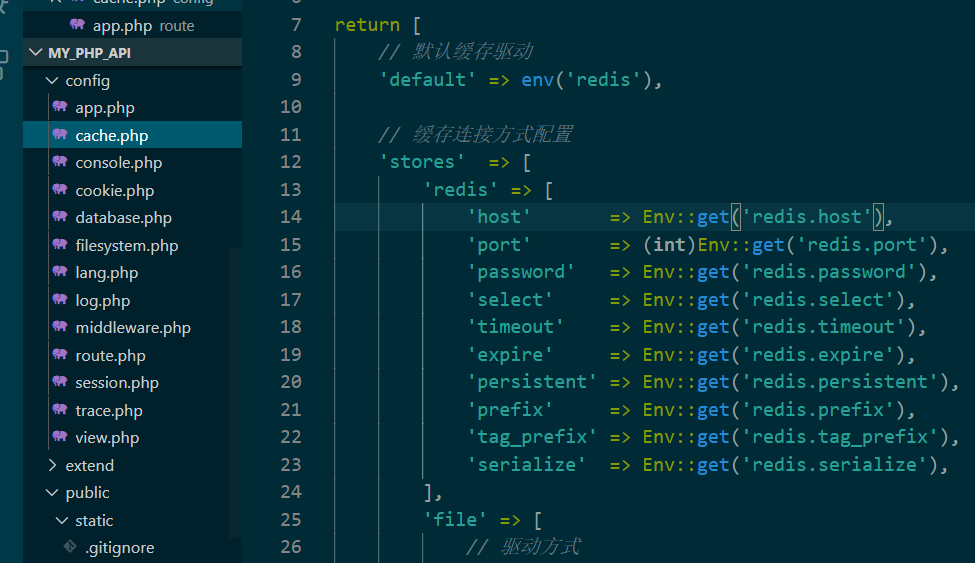 cache.php config
app.php route
MY_PHP_API
config
app.php
cache.php
console.php
cookie.php
database.php
filesystem.php
lang.php
log.php
middleware.php
route.php
session.php
trace.php
view.php
extend
public
static
.gitignore
7 return [
8 // 默认缓存驱动
9 'default' => env('redis'),
10
11 // 缓存连接方式配置
12 'stores'  => [
13 'redis' => [
14 'host'       => Env::get('redis.host'),
15 'port'       => (int)Env::get('redis.port'),
16 'password'   => Env::get('redis.password'),
17 'select'     => Env::get('redis.select'),
18 'timeout'    => Env::get('redis.timeout'),
19 'expire'     => Env::get('redis.expire'),
20 'persistent' => Env::get('redis.persistent'),
21 'prefix'     => Env::get('redis.prefix'),
22 'tag_prefix' => Env::get('redis.tag_prefix'),
23 'serialize'  => Env::get('redis.serialize'),
24 ],
25 'file' => [
26 // 驱动方式